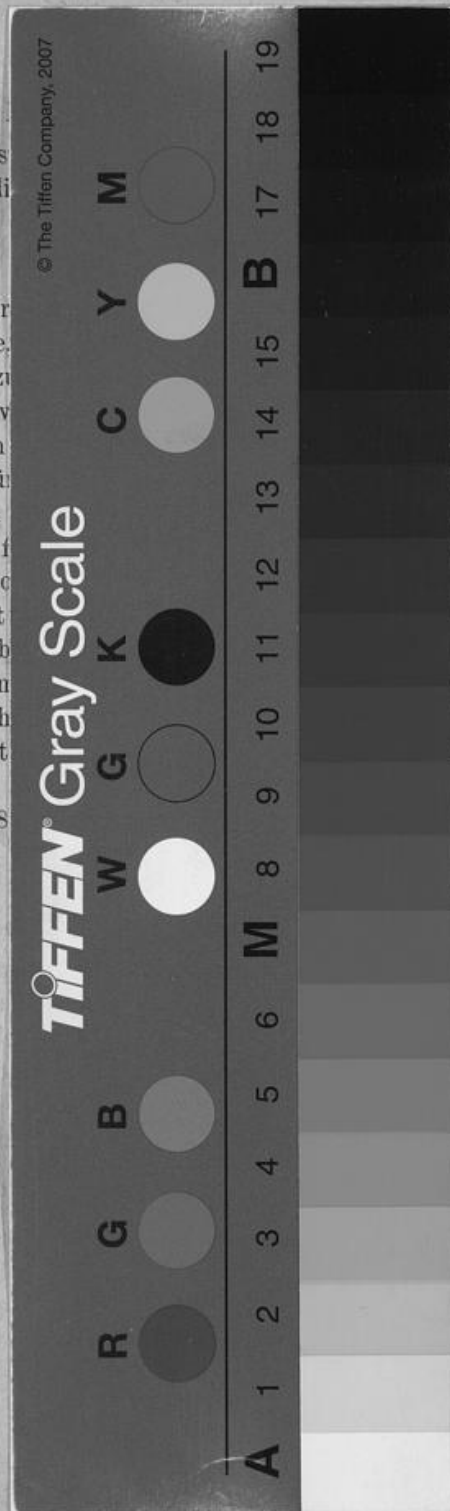 © The Tiffen Company, 2007
TIFFEN® Gray Scale
R G B W G K C Y M
A 1 2 3 4 5 6 M 8 9 10 11 12 13 14 15 B 17 18 19